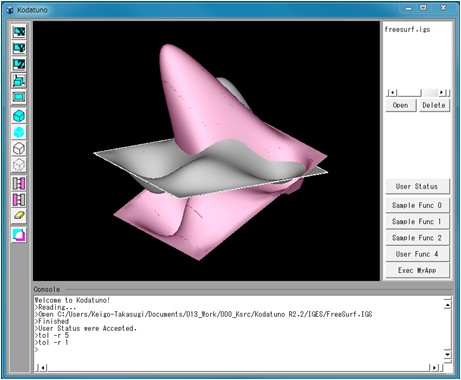 Kodatuno
freesurf.igs
Open
Delete
User Status
Sample Func 0
Sample Func 1
Sample Func 2
User Func 4
Exec MyApp
Console
Welcome to Kodatuno!
>Reading...
>Open C:/Users/Keigo-Takasugi/Documents/013_Work/000_Ksrc/Kodatuno R2.2/IGES/FreeSurf.IGS
>Finished
>User Status were Accepted.
>tol -r 5
>tol -r 1
>